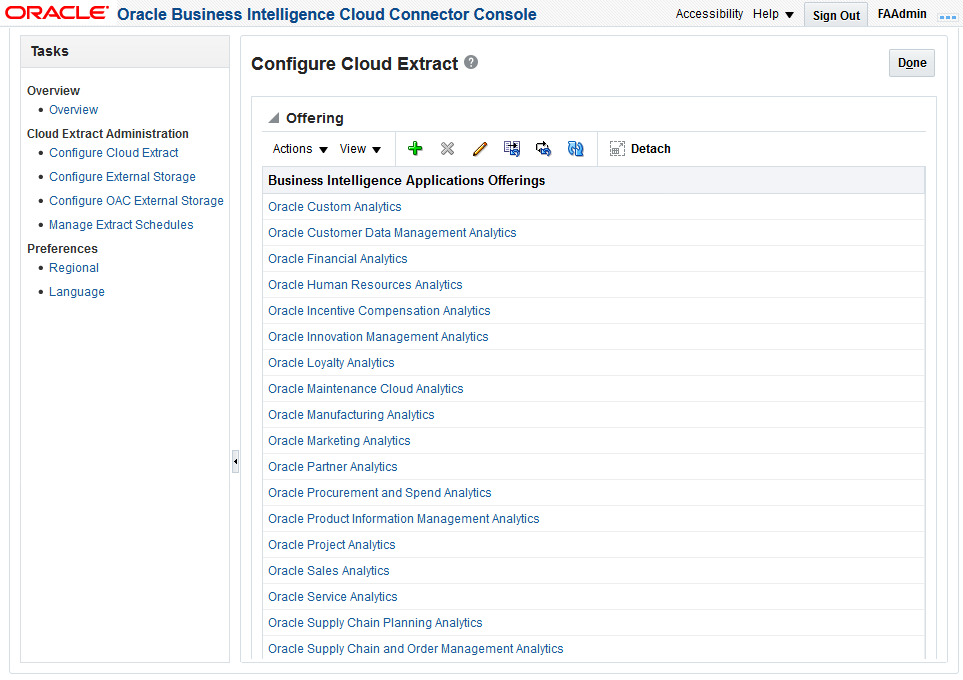 ORACLE Oracle Business Intelligence Cloud Connector Console Accessibility Help Sign Out FAAdmin
Tasks
Overview
Overview
Cloud Extract Administration
Configure Cloud Extract
Configure External Storage
Configure OAC External Storage
Manage Extract Schedules
Preferences
Regional
Language
Configure Cloud Extract ? Done
Offering
Actions View Detach
Business Intelligence Applications Offerings
Oracle Custom Analytics
Oracle Customer Data Management Analytics
Oracle Financial Analytics
Oracle Human Resources Analytics
Oracle Incentive Compensation Analytics
Oracle Innovation Management Analytics
Oracle Loyalty Analytics
Oracle Maintenance Cloud Analytics
Oracle Manufacturing Analytics
Oracle Marketing Analytics
Oracle Partner Analytics
Oracle Procurement and Spend Analytics
Oracle Product Information Management Analytics
Oracle Project Analytics
Oracle Sales Analytics
Oracle Service Analytics
Oracle Supply Chain Planning Analytics
Oracle Supply Chain and Order Management Analytics